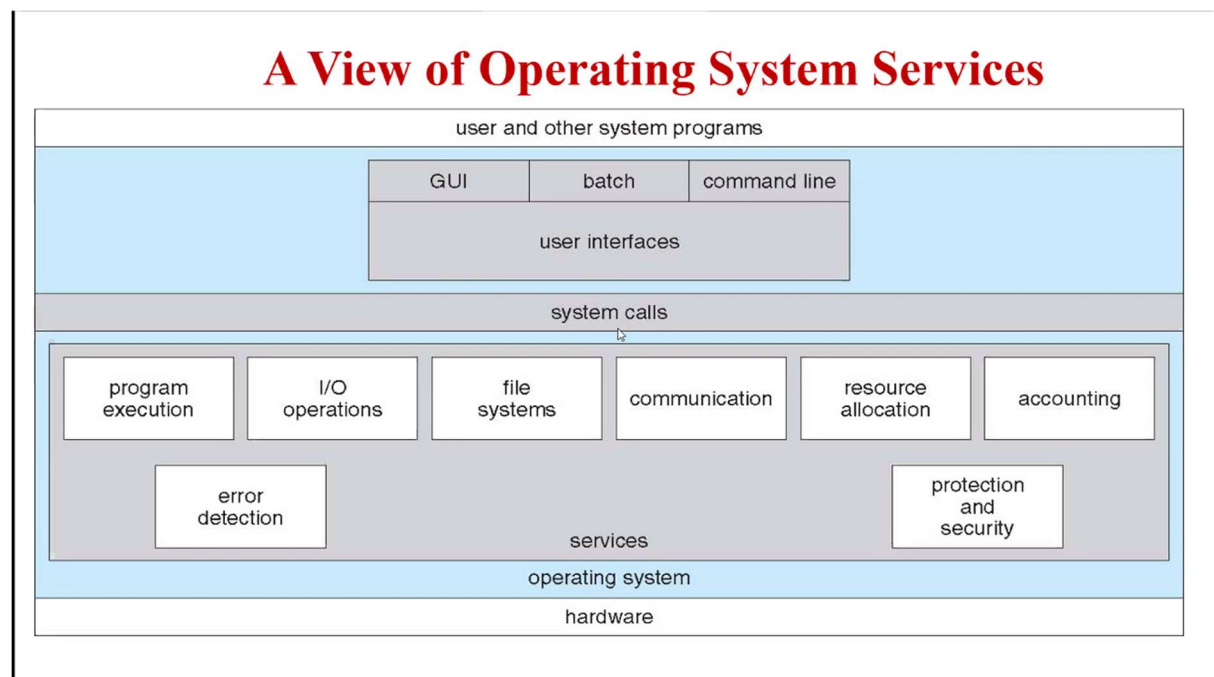 A View of Operating System Services
user and other system programs
GUI
batch
command line
user interfaces
system calls
program
execution
I/O
operations
file
systems
communication
resource
allocation
accounting
error
detection
protection
and
security
services
operating system
hardware